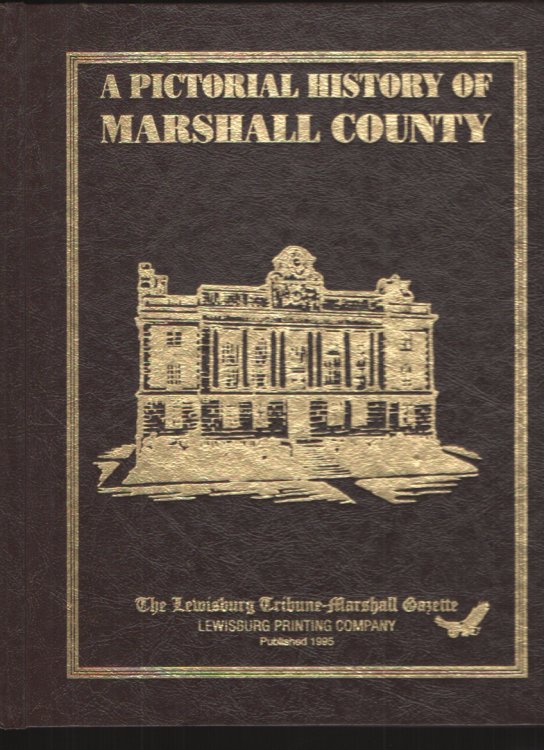 A PICTORIAL HISTORY OF
MARSHALL COUNTY
The Lewisburg Tribune-Marshall Gazette
LEWISBURG PRINTING COMPANY
Published 1995